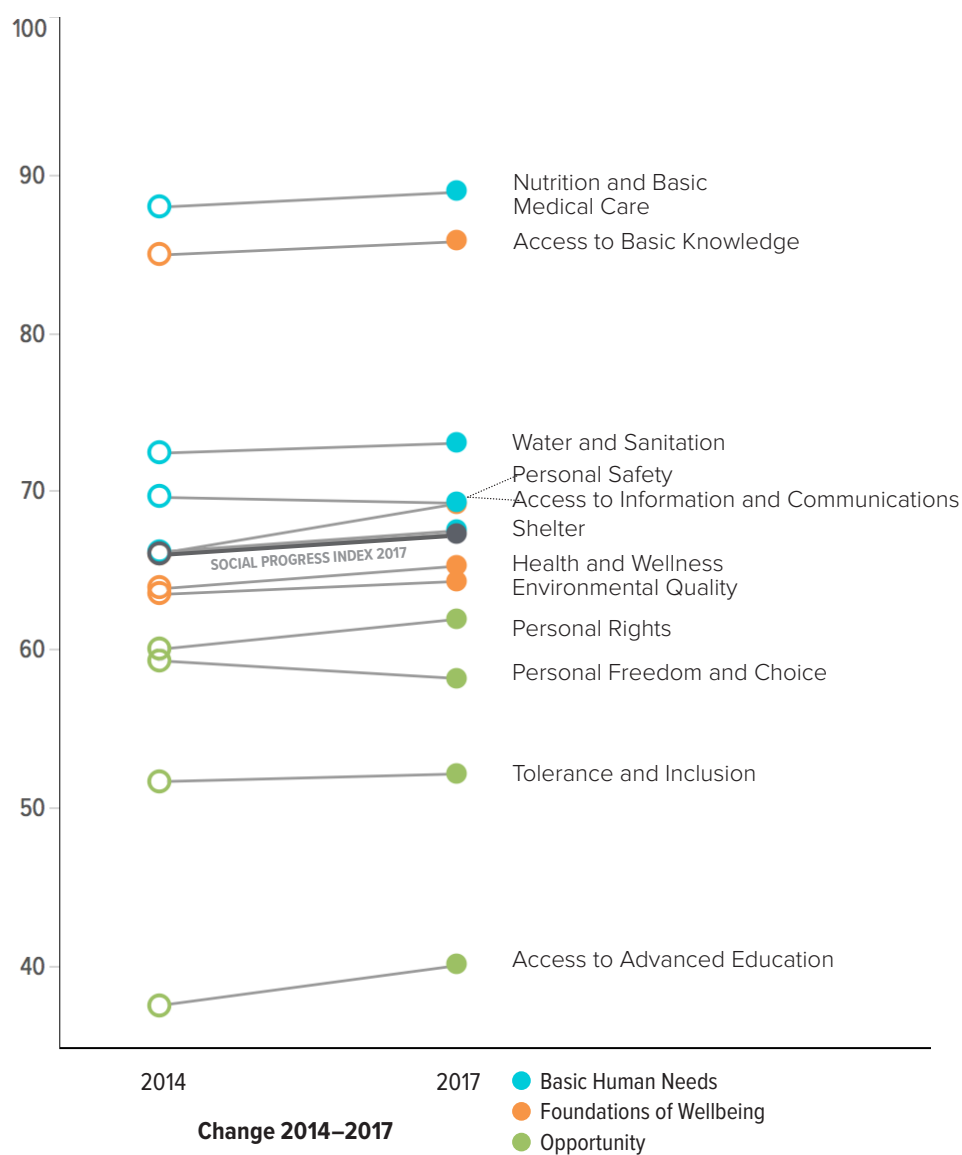 100
90
80
70
60
50
40
Nutrition and Basic
Medical Care
Access to Basic Knowledge
Water and Sanitation
Personal Safety
Access to Information and Communications
Shelter
SOCIAL PROGRESS INDEX 2017
Health and Wellness
Environmental Quality
Personal Rights
Personal Freedom and Choice
Tolerance and Inclusion
Access to Advanced Education
2014
2017
Change 2014–2017
Basic Human Needs
Foundations of Wellbeing
Opportunity